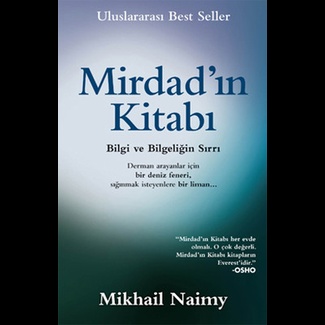 Uluslararası Best Seller
Mirdad'ın
Kitabı
Bilgi ve Bilgeliğin Sırrı
Derman arayanlar için
bir deniz feneri,
sığınmak isteyenlere bir liman...
"Mirdad'ın Kitabı her evde
olmalı. O çok değerli.
Mirdad'ın Kitabı kitapların
Everest'idir."
-OSHO
Mikhail Naimy